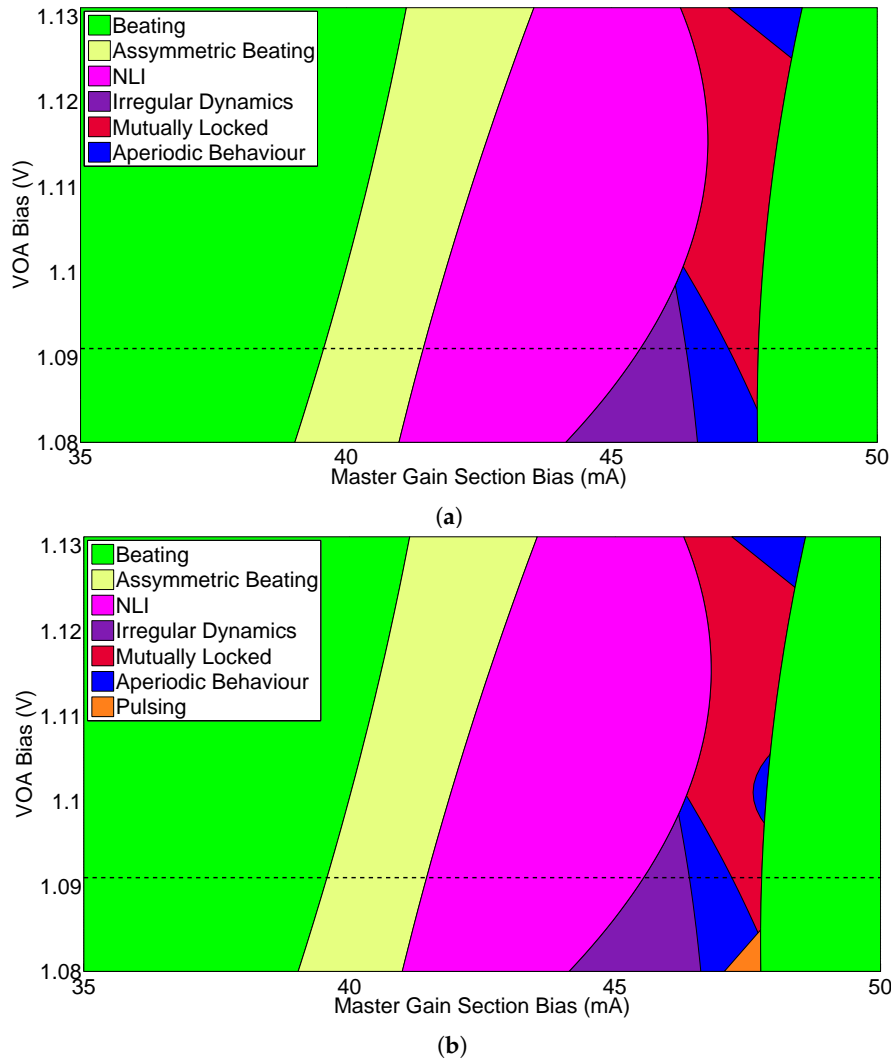 1.13
1.12
1.11
1.1
1.09
1.08
VOA Bias (V)
Beating
Assymmetric Beating
NLI
Irregular Dynamics
Mutually Locked
Aperiodic Behaviour
35
40
45
50
Master Gain Section Bias (mA)
(a)
1.13
1.12
1.11
1.1
1.09
1.08
VOA Bias (V)
Beating
Assymmetric Beating
NLI
Irregular Dynamics
Mutually Locked
Aperiodic Behaviour
Pulsing
35
40
45
50
Master Gain Section Bias (mA)
(b)